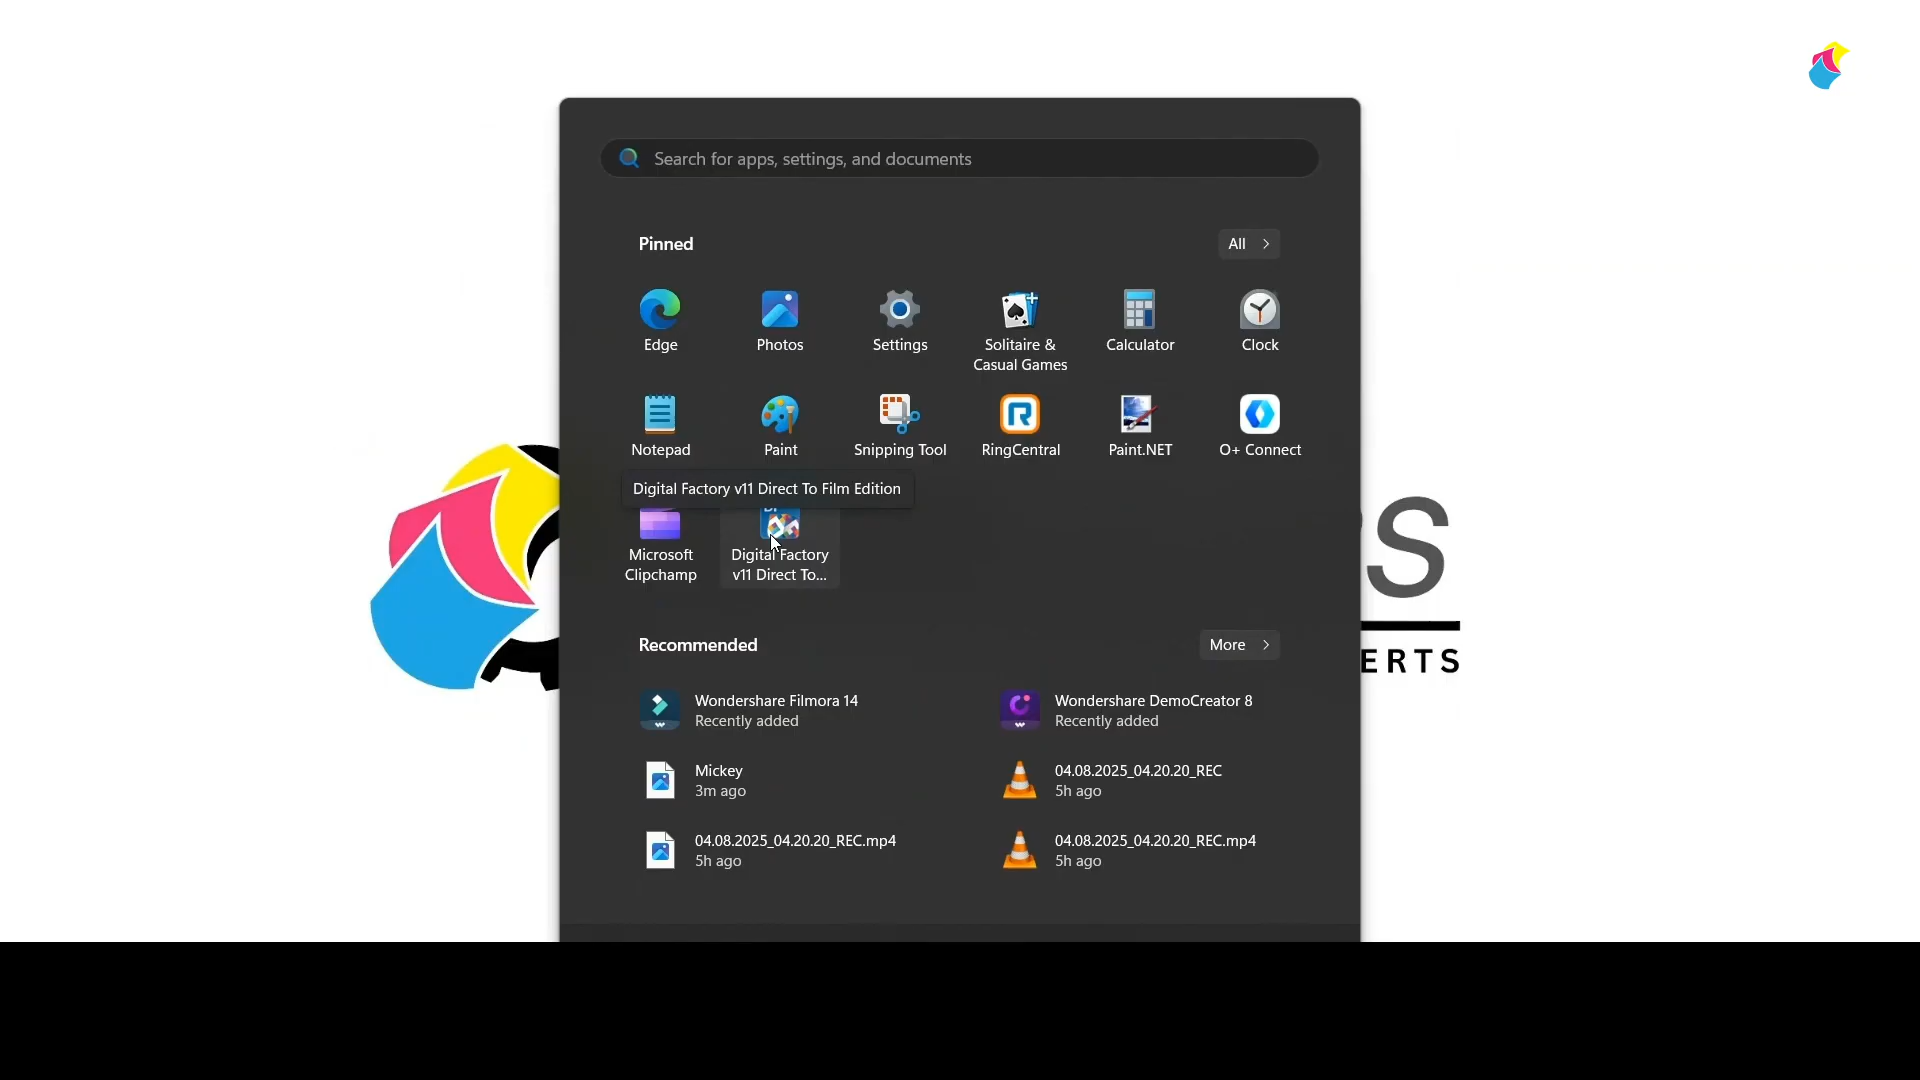 Search for apps, settings, and documents
Pinned
All
Edge
Photos
Settings
Solitaire &
Casual Games
Calculator
Clock
Notepad
Paint
Snipping Tool
RingCentral
Paint.NET
O+ Connect
Digital Factory v11 Direct To Film Edition
Microsoft
Clipchamp
Digital Factory
v11 Direct To...
S
ERTS
Recommended
More
Wondershare Filmora 14
Recently added
Wondershare DemoCreator 8
Recently added
Mickey
3m ago
04.08.2025_04.20.20_REC
5h ago
04.08.2025_04.20.20_REC.mp4
5h ago
04.08.2025_04.20.20_REC.mp4
5h ago